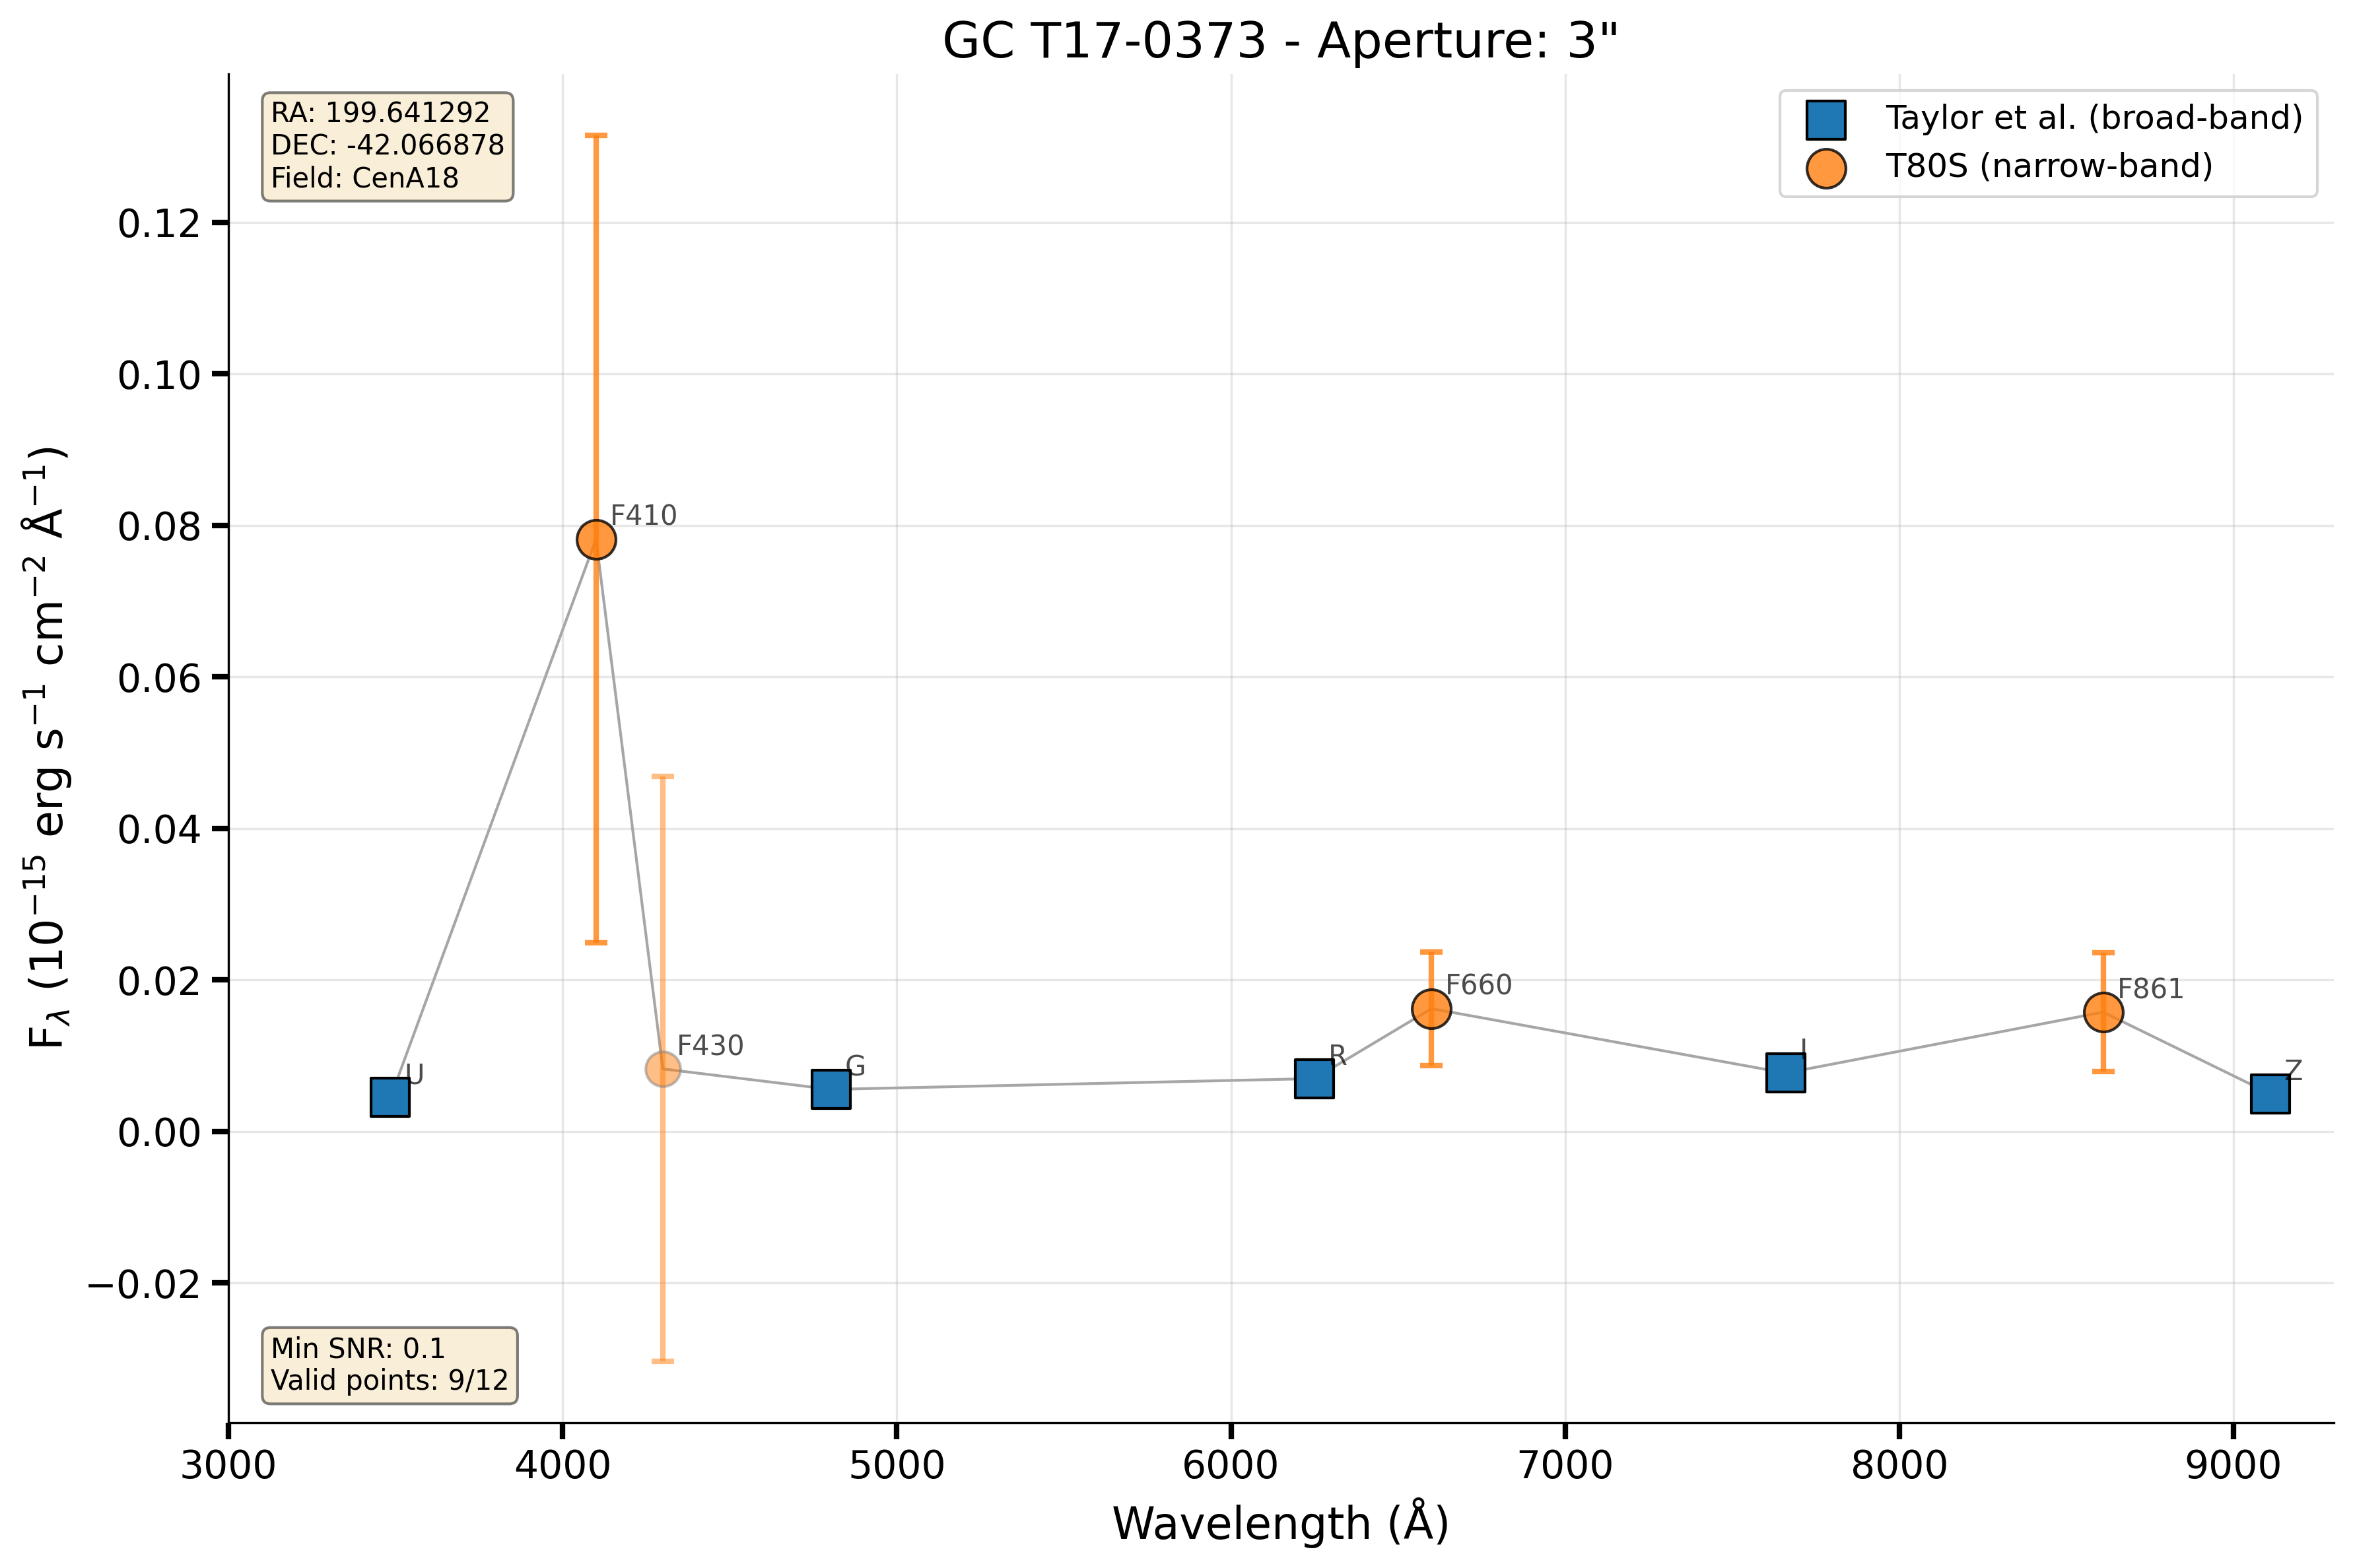 GC T17-0373 - Aperture: 3"
RA: 199.641292
DEC: -42.066878
Field: CenA18
Taylor et al. (broad-band)
T80S (narrow-band)
0.12
0.10
0.08
0.06
0.04
0.02
0.00
−0.02
F_λ (10⁻¹⁵ erg s⁻¹ cm⁻² Å⁻¹)
U
F410
F430
G
R
F660
I
F861
Z
Min SNR: 0.1
Valid points: 9/12
3000 4000 5000 6000 7000 8000 9000
Wavelength (Å)